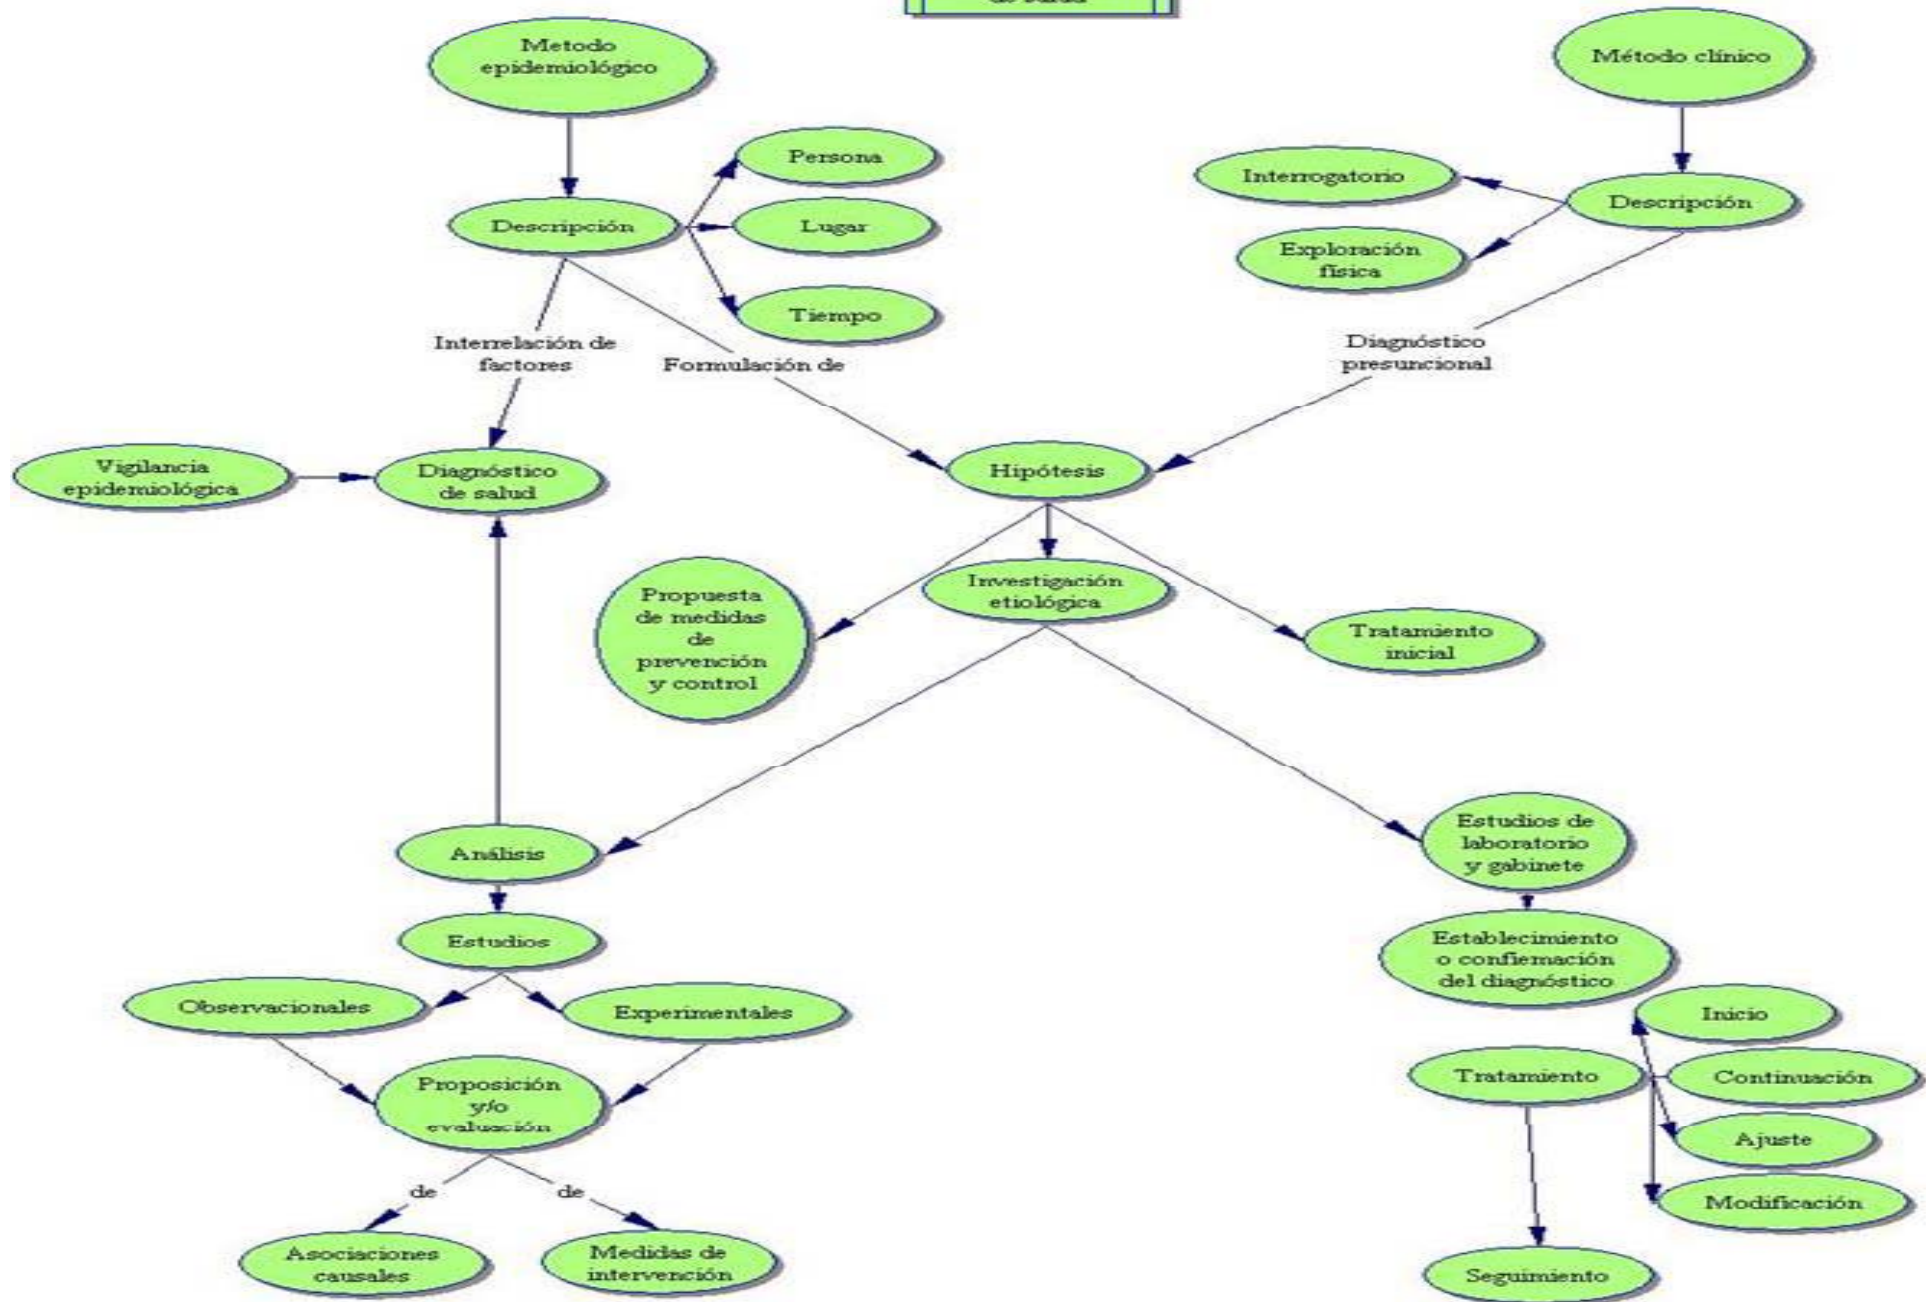 Metodo
epidemiológico
Método clínico
Persona
Interrogatorio
Descripción
Descripción
Lugar
Exploración
física
Tiempo
Interrelación de
factores
Formulación de
Diagnóstico
presuncional
Vigilancia
epidemiológica
Diagnóstico
de salud
Hipótesis
Propuesta
de medidas
de
prevención
y control
Investigación
etiológica
Tratamiento
inicial
Análisis
Estudios de
laboratorio
y gabinete
Estudios
Establecimiento
o confiemación
del diagnóstico
Observacionales
Experimentales
Inicio
Proposición
y/o
evaluación
Tratamiento
Continuación
Ajuste
de
de
Modificación
Asociaciones
causales
Medidas de
intervención
Seguimiento